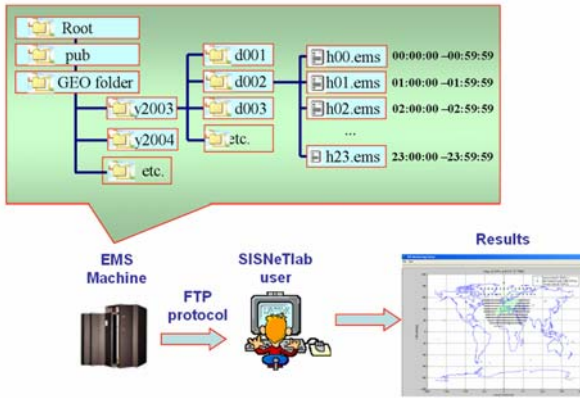 Root
pub
GEO folder
y2003
y2004
etc.
d001
d002
d003
etc.
h00.ems 00:00:00 –00:59:59
h01.ems 01:00:00 –01:59:59
h02.ems 02:00:00 –02:59:59
...
h23.ems 23:00:00 –23:59:59
EMS
Machine
FTP
protocol
SISNeTlab
user
Results